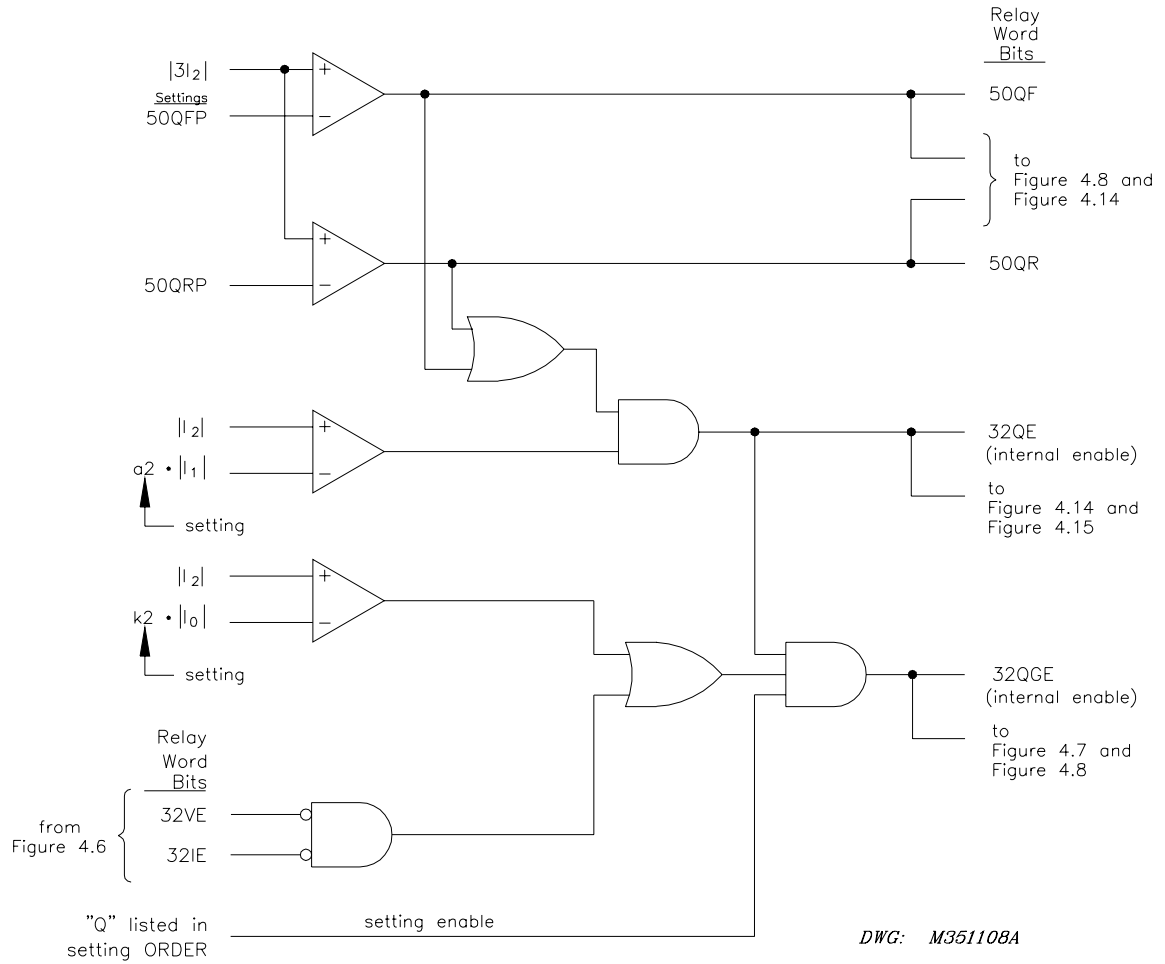 Relay
Word
Bits
|3I2|
+
Settings
50QFP
−
50QF
to
Figure 4.8 and
Figure 4.14
+
50QRP
−
50QR
|I2|
+
a2 • |I1|
−
setting
32QE
(internal enable)
to
Figure 4.14 and
Figure 4.15
|I2|
+
k2 • |I0|
−
setting
32QGE
(internal enable)
to
Figure 4.7 and
Figure 4.8
Relay
Word
Bits
from
Figure 4.6
32VE
32IE
"Q" listed in
setting ORDER
setting enable
DWG: M351108A